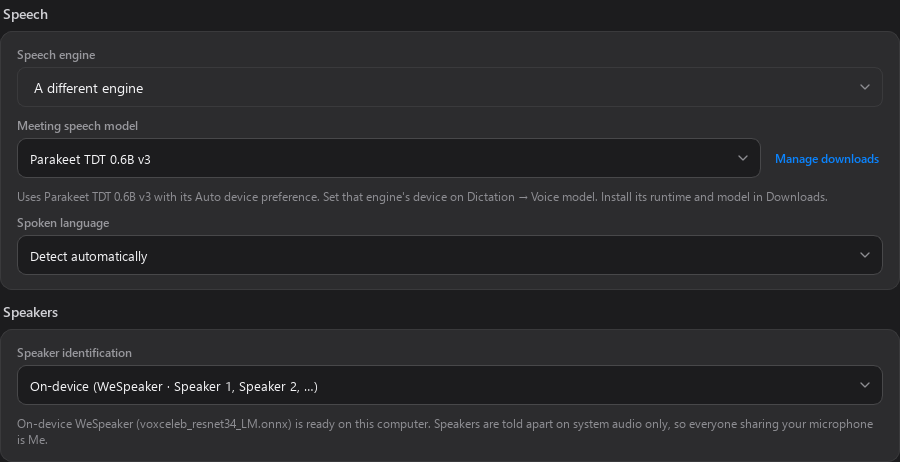 Speech
Speech engine
A different engine
Meeting speech model
Parakeet TDT 0.6B v3
Manage downloads
Uses Parakeet TDT 0.6B v3 with its Auto device preference. Set that engine's device on Dictation → Voice model. Install its runtime and model in Downloads.
Spoken language
Detect automatically
Speakers
Speaker identification
On-device (WeSpeaker · Speaker 1, Speaker 2, ...)
On-device WeSpeaker (voxceleb_resnet34_LM.onnx) is ready on this computer. Speakers are told apart on system audio only, so everyone sharing your microphone
is Me.